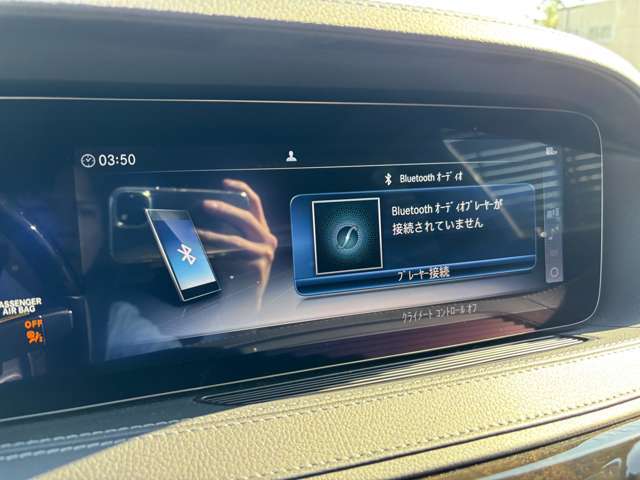 03:50
Bluetooth オーディオ
Bluetooth オーディオプレーヤーが
接続されていません
プレーヤー接続
クライメート コントロール オフ
PASSENGER
AIR BAG
OFF